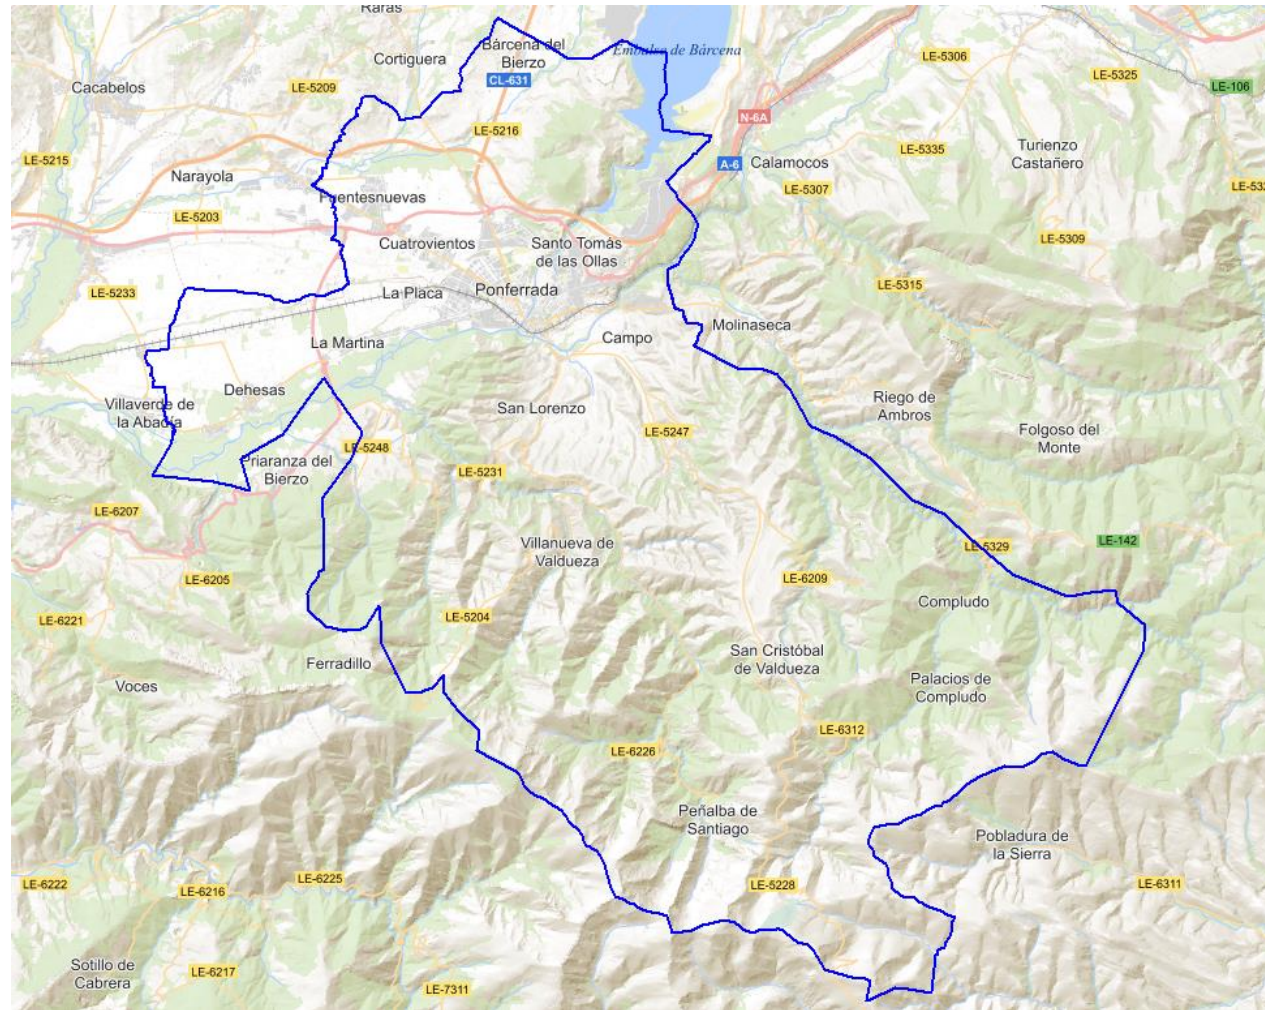 Raras
Bárcena del
Bierzo
Embalse de Bárcena
LE-5306
Cortiguera
LE-5325
CL-631
LE-106
Cacabelos
LE-5209
N-6A
LE-5216
LE-5335
Turienzo
Castañero
LE-5215
A-6
Calamocos
Narayola
LE-5307
Fuentesnuevas
LE-5203
LE-5309
Cuatrovientos
Santo Tomás
de las Ollas
LE-5315
LE-5233
La Placa
Ponferrada
Molinaseca
Campo
La Martina
Dehesas
Riego de
Ambros
Villaverde de
la Abadía
San Lorenzo
LE-5247
Folgoso del
Monte
LE-5248
Priaranza del
Bierzo
LE-5231
LE-6207
Villanueva de
Valdueza
LE-142
LE-5329
LE-6205
LE-6209
Compludo
LE-6221
LE-5204
San Cristóbal
de Valdueza
Ferradillo
Palacios de
Compludo
Voces
LE-6312
LE-6226
Peñalba de
Santiago
Pobladura de
la Sierra
LE-6222
LE-6216
LE-6225
LE-5228
LE-6311
Sotillo de
Cabrera
LE-6217
LE-7311